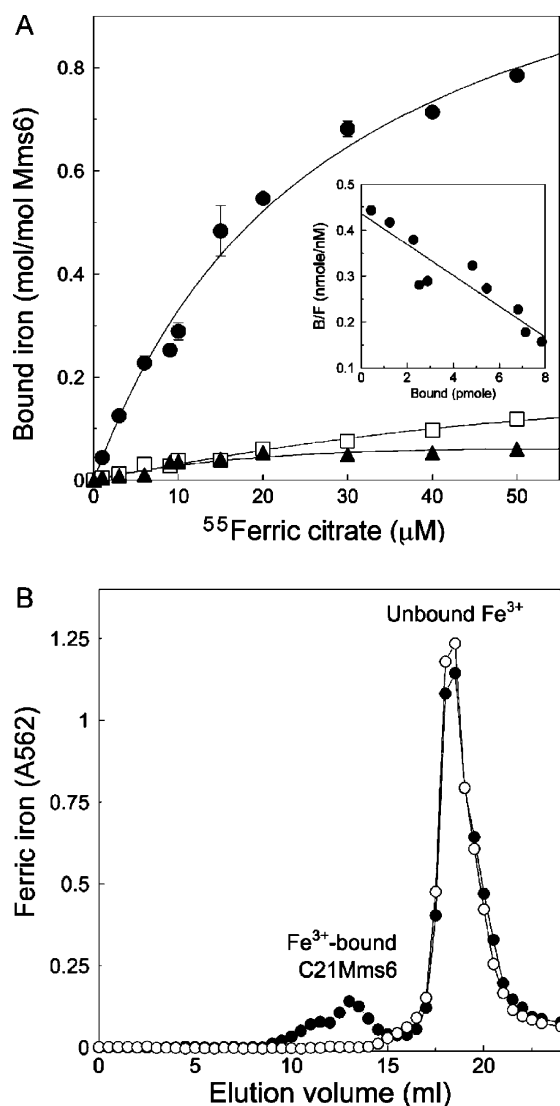 A
0.8
0.6
0.4
0.2
0
Bound iron (mol/mol Mms6)
0 10 20 30 40 50
⁵⁵Ferric citrate (μM)
0.5
0.4
0.3
0.2
0.1
B/F (nmole/nM)
0 2 4 6 8
Bound (pmole)
B
Unbound Fe³⁺
1.25
1
0.75
0.5
0.25
0
Ferric iron (A562)
Fe³⁺-bound
C21Mms6
0 5 10 15 20
Elution volume (ml)